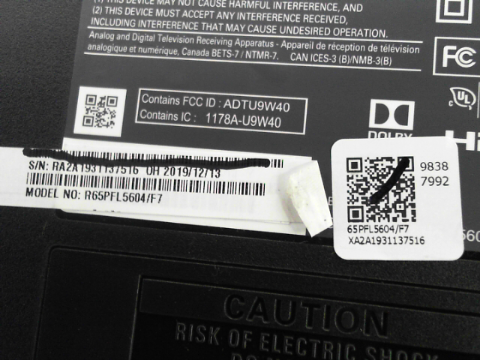 (1) THIS DEVICE MAY NOT CAUSE HARMFUL INTERFERENCE, AND
(2) THIS DEVICE MUST ACCEPT ANY INTERFERENCE
INCLUDING INTERFERENCE THAT MAY CAUSE UNDESIRED OPERATION.
Analog and Digital Television Receiving Apparatus - Appareil de réception de télévision
analogique et numérique, Canada BETS-7 / NTMR-7. CAN ICES-3 (B)/NMB-3(B)
FC
UL
Contains FCC ID : ADTU9W40
Contains IC : 1178A-U9W40
DOLBY
S/N: RA2A1931137516 OH 2019/12/13
MODEL NO: R65PFL5604/F7
9838
7992
65PFL5604/F7
XA2A1931137516
CAUTION
RISK OF ELECTRIC SHO